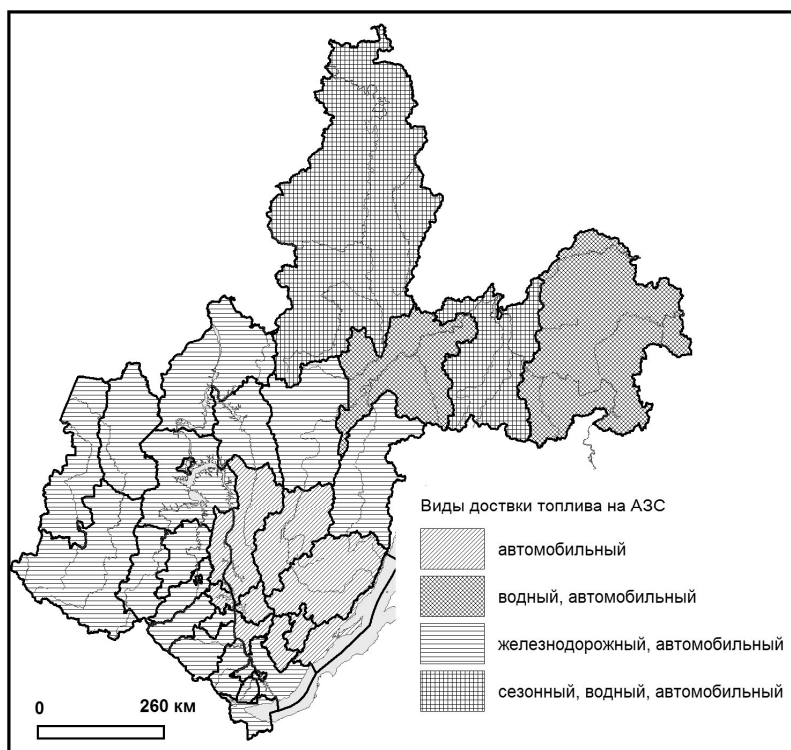 Виды доствки топлива на АЗС
автомобильный
водный, автомобильный
железнодорожный, автомобильный
сезонный, водный, автомобильный
0 260 км